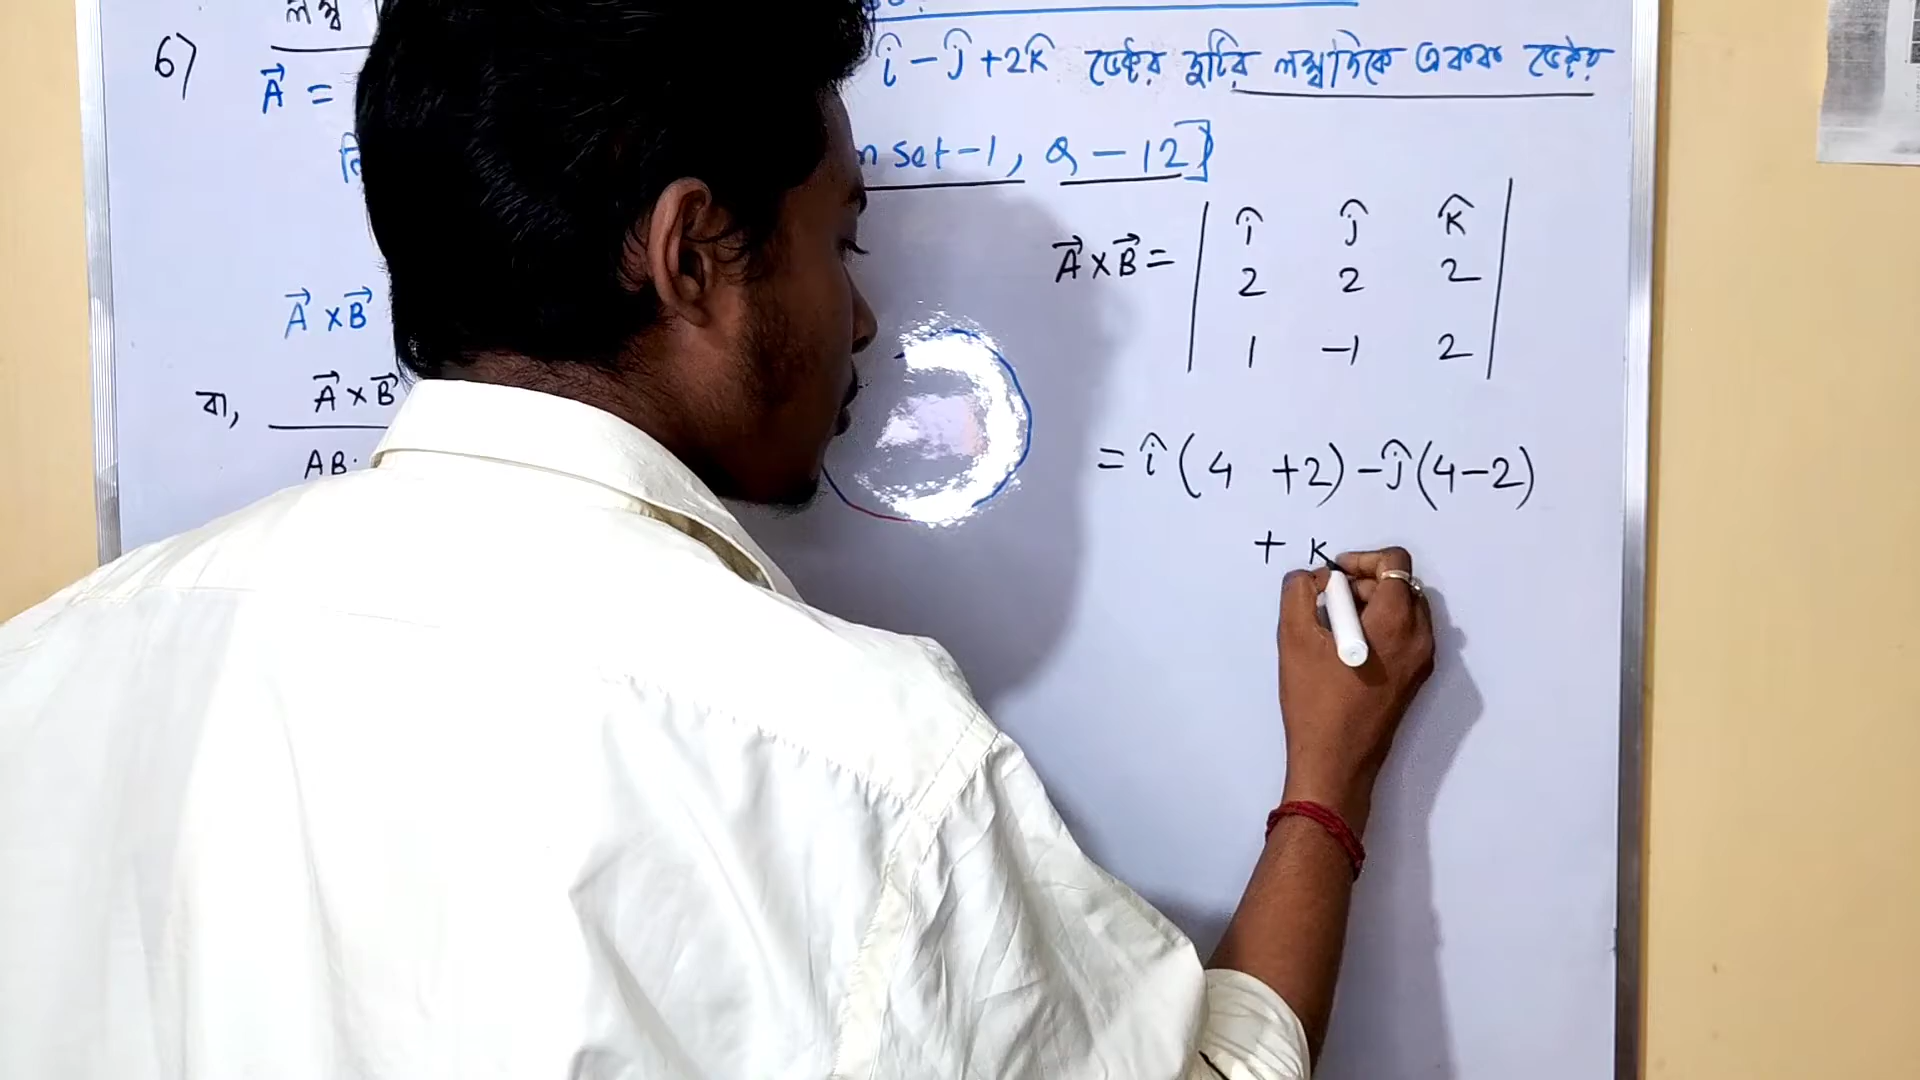 লম্ব
6) A⃗ = î - ĵ + 2k̂ ভেক্টর দুটির লম্বদিকে একক ভেক্টর
নি set-1, Q - 12]
A⃗ × B⃗
বা, A⃗ × B⃗
AB.
A⃗ × B⃗ = | î ĵ k̂ |
2 2 2
1 -1 2
= î (4 + 2) - ĵ (4 - 2)
+ k